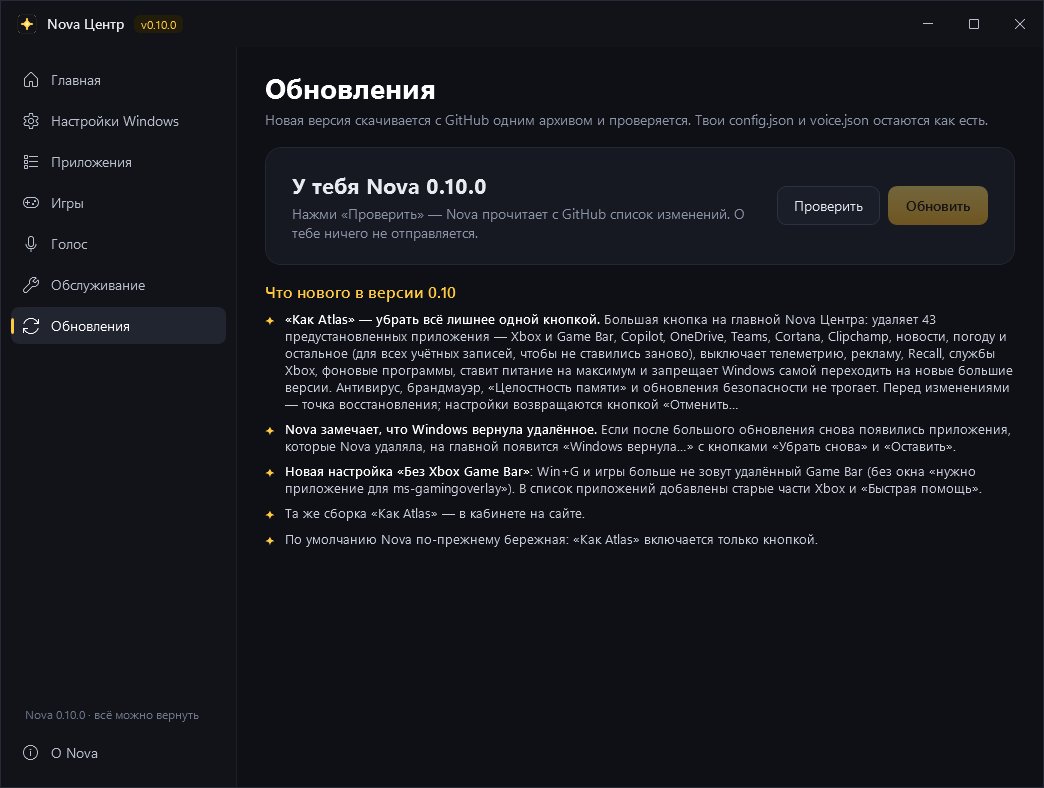 Nova Центр v0.10.0
Главная
Настройки Windows
Приложения
Игры
Голос
Обслуживание
Обновления
Nova 0.10.0 · всё можно вернуть
О Nova
Обновления
Новая версия скачивается с GitHub одним архивом и проверяется. Твои config.json и voice.json остаются как есть.
У тебя Nova 0.10.0
Нажми «Проверить» — Nova прочитает с GitHub список изменений. О
тебе ничего не отправляется.
Проверить
Обновить
Что нового в версии 0.10
«Как Atlas» — убрать всё лишнее одной кнопкой. Большая кнопка на главной Nova Центра: удаляет 43
предустановленных приложения — Xbox и Game Bar, Copilot, OneDrive, Teams, Cortana, Clipchamp, новости, погоду и
остальное (для всех учётных записей, чтобы не ставились заново), выключает телеметрию, рекламу, Recall, службы
Xbox, фоновые программы, ставит питание на максимум и запрещает Windows самой переходить на новые большие
версии. Антивирус, брандмауэр, «Целостность памяти» и обновления безопасности не трогает. Перед изменениями
— точка восстановления; настройки возвращаются кнопкой «Отменить…
Nova замечает, что Windows вернула удалённое. Если после большого обновления снова появились приложения,
которые Nova удаляла, на главной появится «Windows вернула…» с кнопками «Убрать снова» и «Оставить».
Новая настройка «Без Xbox Game Bar»: Win+G и игры больше не зовут удалённый Game Bar (без окна «нужно
приложение для ms-gamingoverlay»). В список приложений добавлены старые части Xbox и «Быстрая помощь».
Та же сборка «Как Atlas» — в кабинете на сайте.
По умолчанию Nova по-прежнему бережная: «Как Atlas» включается только кнопкой.